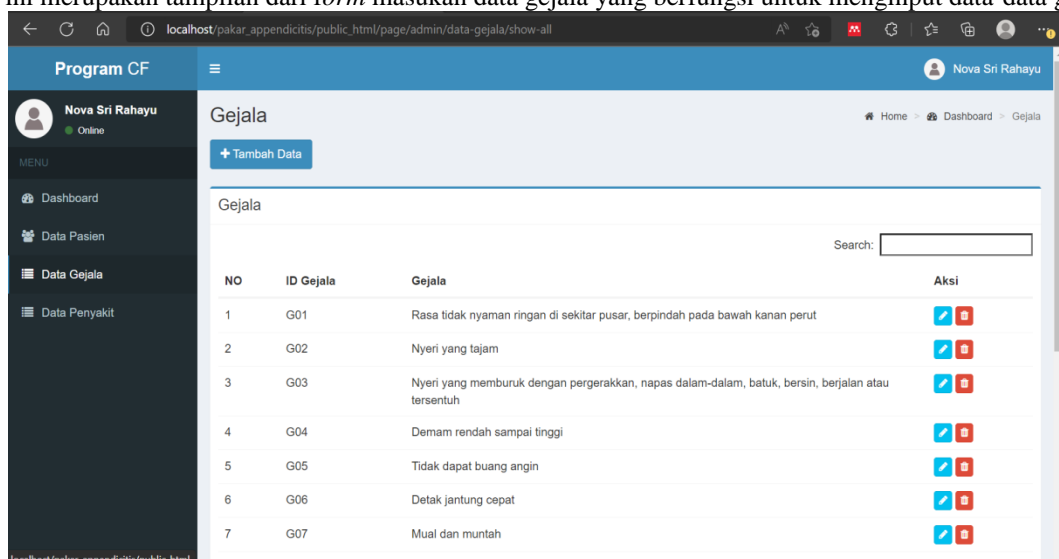 ini merupakan tampilan dari form masukan data gejala yang berfungsi untuk menginput data-data g
localhost/pakar_appendicitis/public_html/page/admin/data-gejala/show-all
Program CF
Nova Sri Rahayu
Nova Sri Rahayu
Online
MENU
Dashboard
Data Pasien
Data Gejala
Data Penyakit
Gejala
Home > Dashboard > Gejala
+ Tambah Data
Gejala
Search:
NO ID Gejala Gejala Aksi
1 G01 Rasa tidak nyaman ringan di sekitar pusar, berpindah pada bawah kanan perut
2 G02 Nyeri yang tajam
3 G03 Nyeri yang memburuk dengan pergerakkan, napas dalam-dalam, batuk, bersin, berjalan atau
tersentuh
4 G04 Demam rendah sampai tinggi
5 G05 Tidak dapat buang angin
6 G06 Detak jantung cepat
7 G07 Mual dan muntah